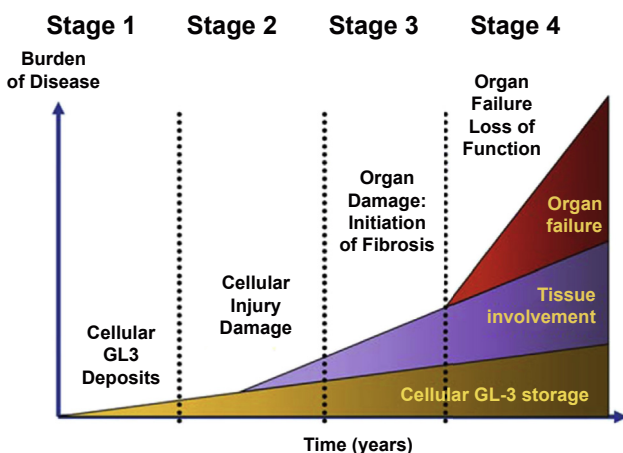 Stage 1
Stage 2
Stage 3
Stage 4
Burden
of Disease
Organ
Failure
Loss of
Function
Organ
Damage:
Initiation
of Fibrosis
Cellular
Injury
Damage
Cellular
GL3
Deposits
Organ
failure
Tissue
involvement
Cellular GL-3 storage
Time (years)